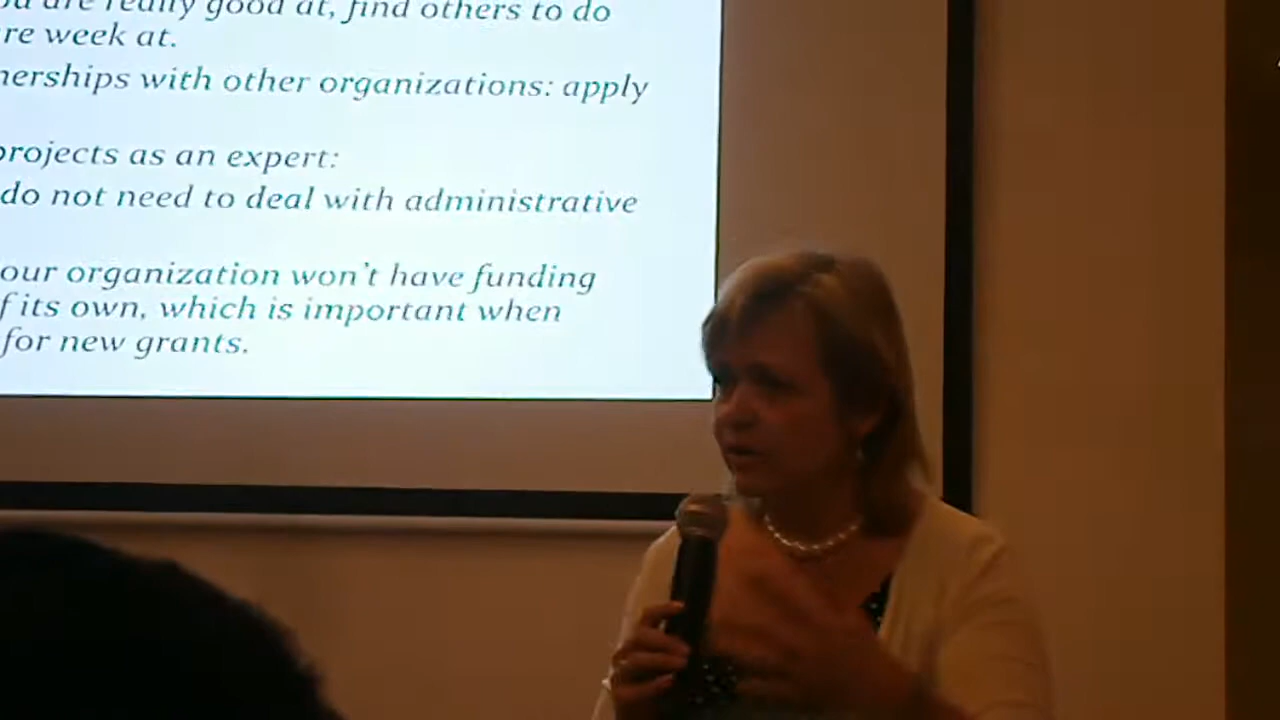 are really good at, find others to do
re week at.
nerships with other organizations: apply
projects as an expert:
do not need to deal with administrative
our organization won't have funding
f its own, which is important when
for new grants.